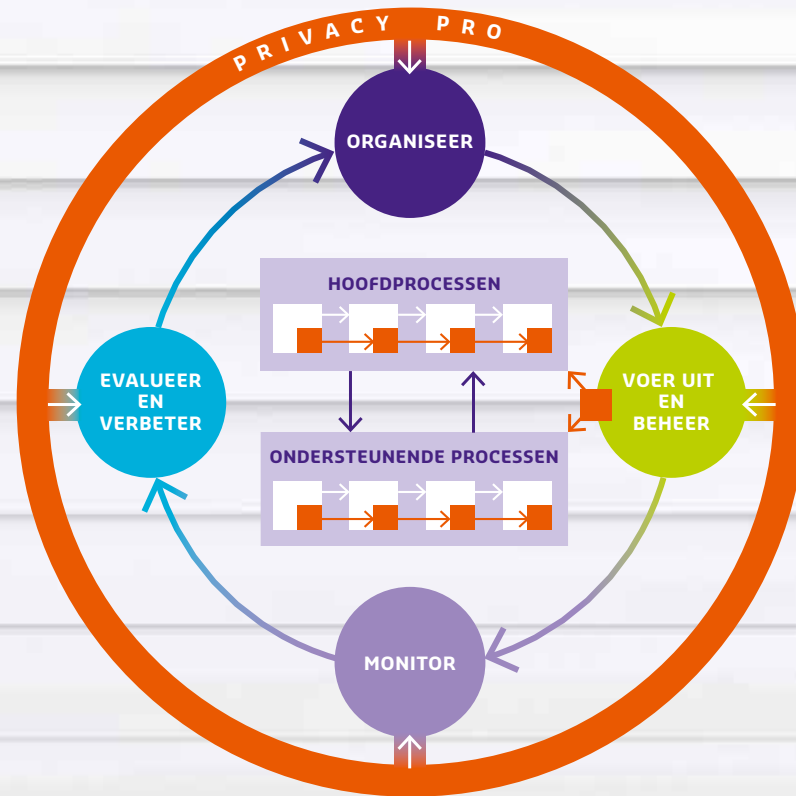 PRIVACY PRO
ORGANISEER
HOOFDPROCESSEN
EVALUEER
EN
VERBETER
VOER UIT
EN
BEHEER
ONDERSTEUNENDE PROCESSEN
MONITOR